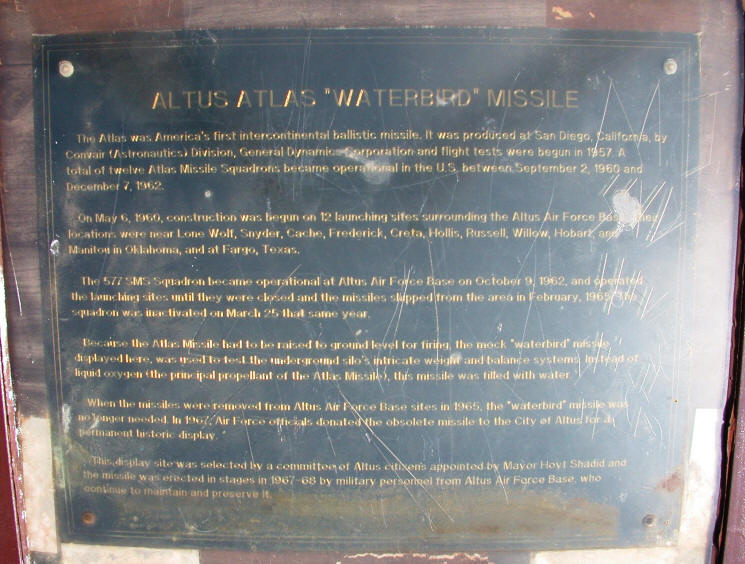 ALTUS ATLAS "WATERBIRD" MISSILE
The Atlas was America's first intercontinental ballistic missile. It was produced at San Diego, California, by
Convair (Astronautics) Division, General Dynamics Corporation and flight tests were begun in 1957. A
total of twelve Atlas Missile Squadrons became operational in the U.S. between September 2, 1960 and
December 7, 1962.
On May 6, 1960, construction was begun on 12 launching sites surrounding the Altus Air Force Base. Their
locations were near Lone Wolf, Snyder, Cache, Frederick, Creta, Hollis, Russell, Willow, Hobart, and
Manitou in Oklahoma, and at Fargo, Texas.
The 577 SMS Squadron became operational at Altus Air Force Base on October 9, 1962, and operated
the launching sites until they were closed and the missiles shipped from the area in February, 1965. The
squadron was inactivated on March 25 that same year.
Because the Atlas Missile had to be raised to ground level for firing, the mock "waterbird" missile,
displayed here, was used to test the underground silo's intricate weight and balance systems. Instead of
liquid oxygen (the principal propellant of the Atlas Missile), this missile was filled with water.
When the missiles were removed from Altus Air Force Base sites in 1965, the "waterbird" missile was
no longer needed. In 1967, Air Force officials donated the obsolete missile to the City of Altus for a
permanent historic display.
This display site was selected by a committee of Altus citizens appointed by Mayor Hoyt Shadid and
the missile was erected in stages in 1967-68 by military personnel from Altus Air Force Base, who
continue to maintain and preserve it.